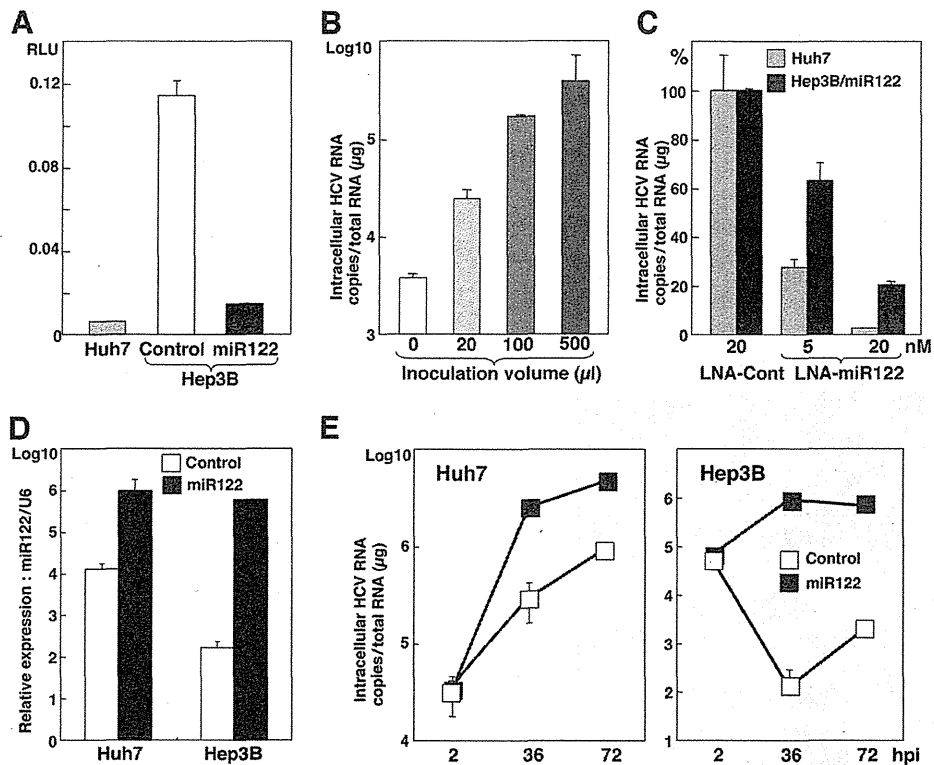 A
RLU
0.12
0.08
0.04
0
Huh7 Control miR122
Hep3B
B
Log10
Intracellular HCV RNA
copies/total RNA (µg)
5
4
3
0 20 100 500
Inoculation volume (µl)
C
%
Huh7
Hep3B/miR122
Intracellular HCV RNA
copies/total RNA (µg)
100
80
60
40
20
0
20 5 20 nM
LNA-Cont LNA-miR122
D
Log10
Control
miR122
Relative expression : miR122/U6
6
5
4
3
2
1
0
Huh7 Hep3B
E
Log10
Huh7
Intracellular HCV RNA
copies/total RNA (µg)
6
5
4
2 36 72
7
Hep3B
6
5
4
3
2
1
Control
miR122
2 36 72 hpi